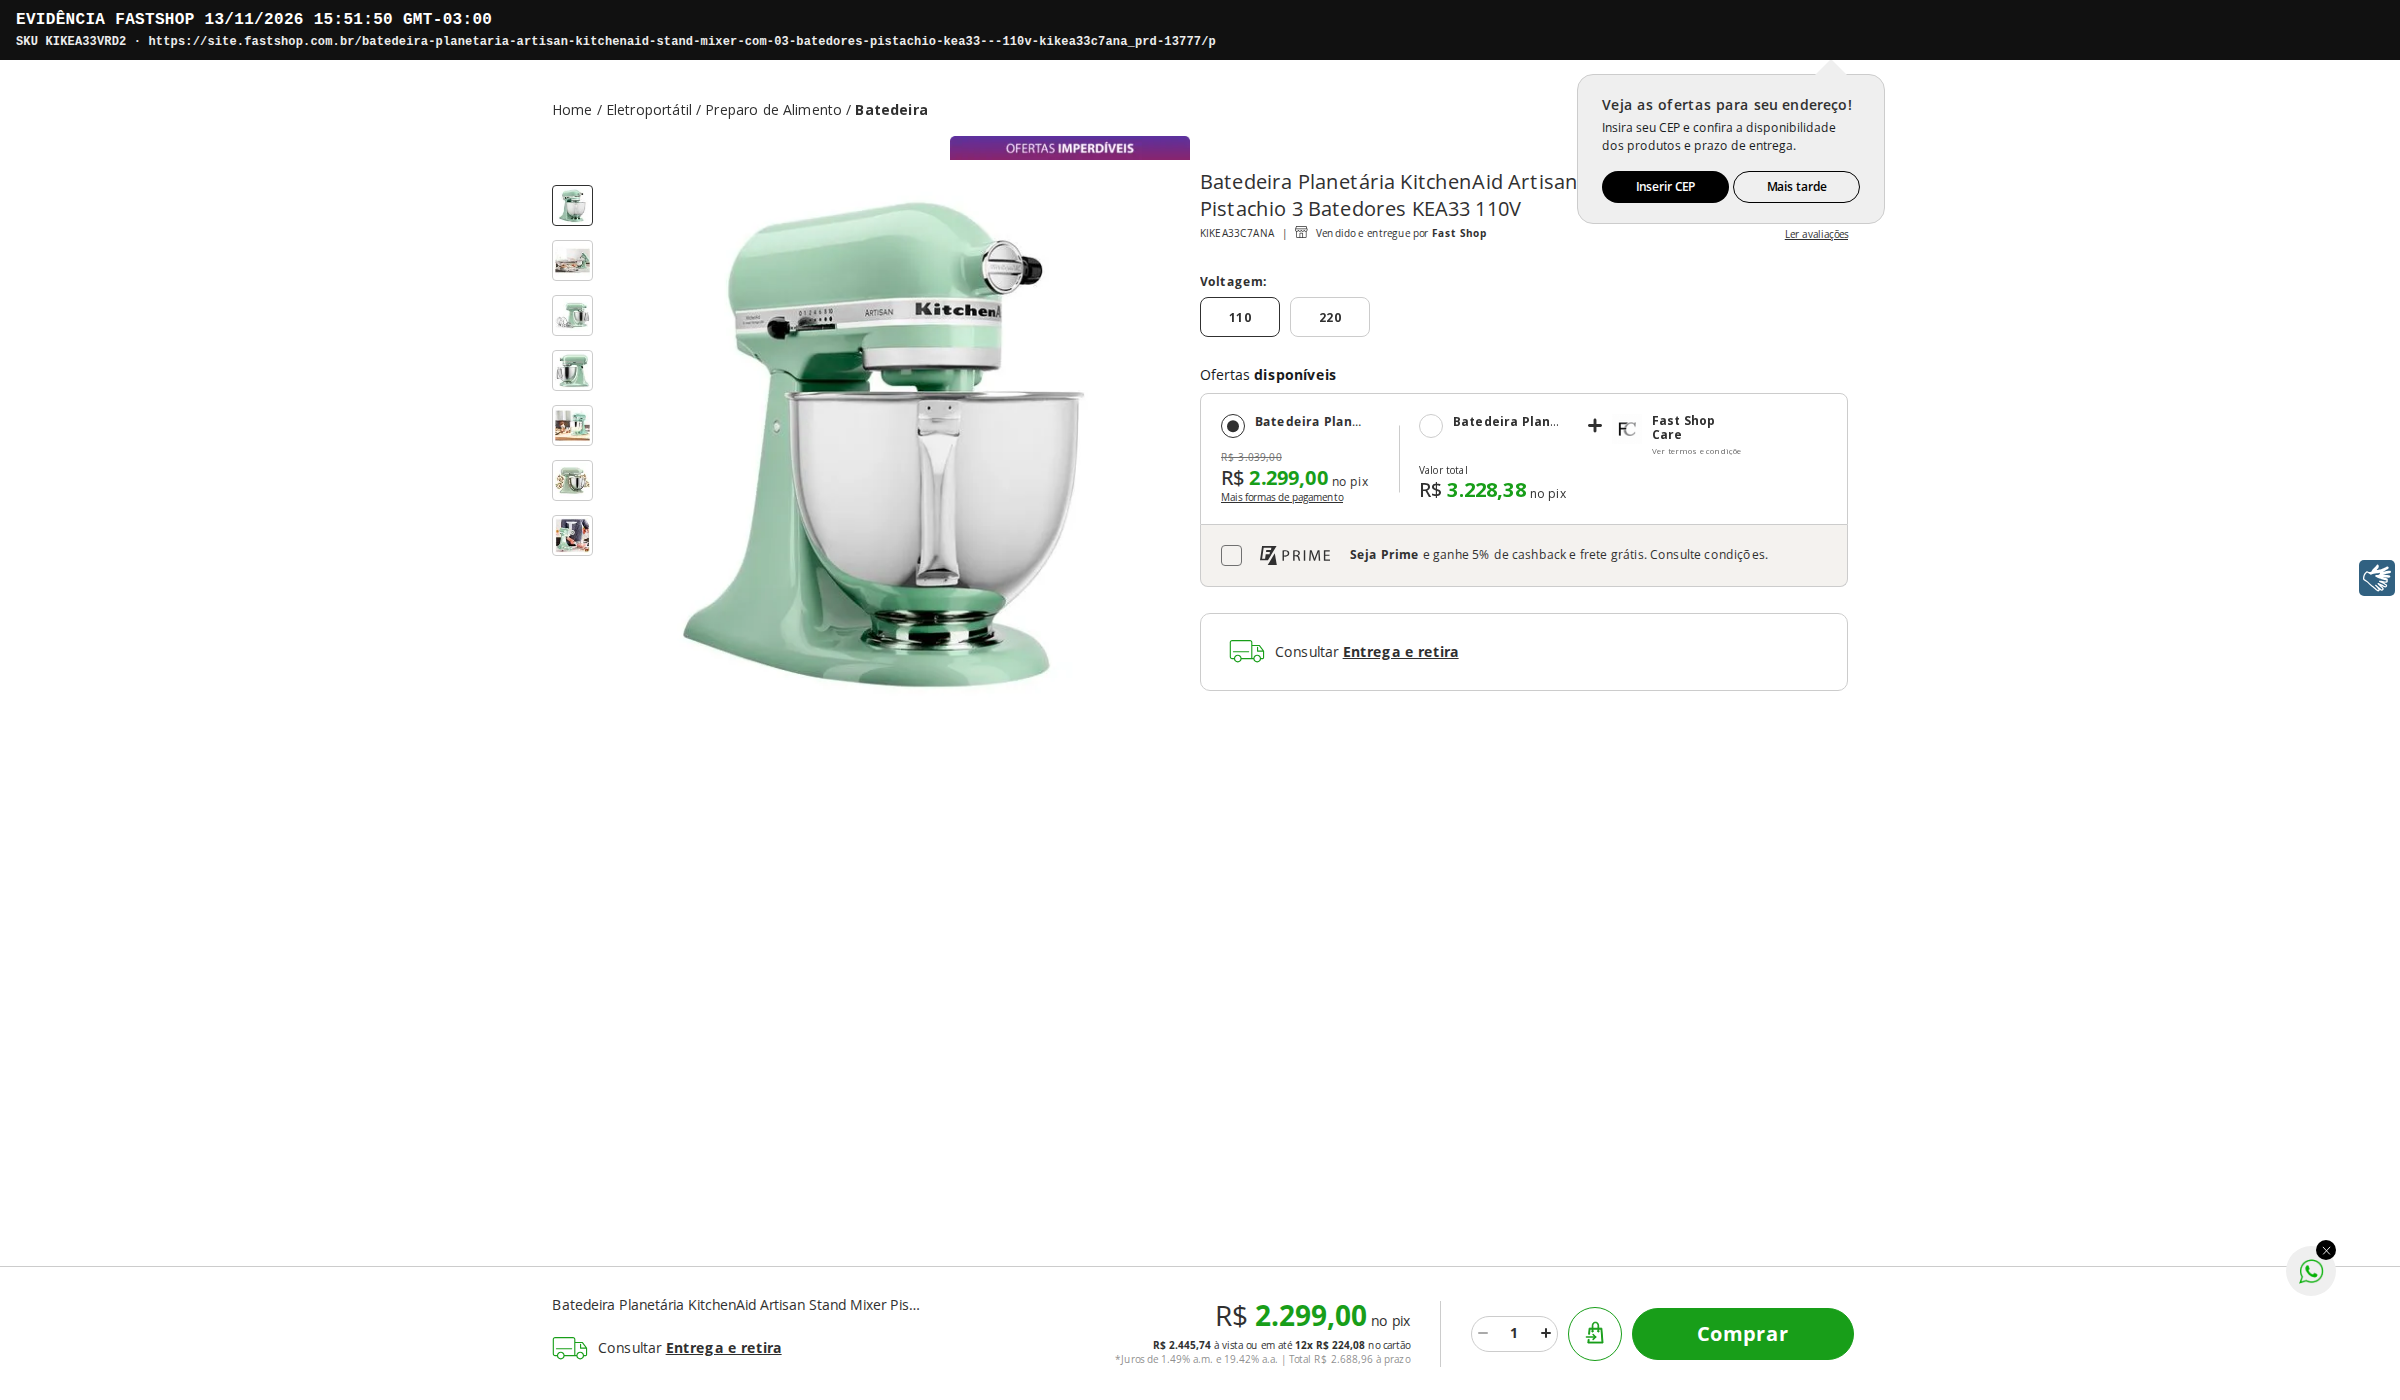 EVIDÊNCIA FASTSHOP 13/11/2026 15:51:50 GMT-03:00
SKU KIKEA33VRD2 · https://site.fastshop.com.br/batedeira-planetaria-artisan-kitchenaid-stand-mixer-com-03-batedores-pistachio-kea33---110v-kikea33c7ana_prd-13777/p
Veja as ofertas para seu endereço!
Insira seu CEP e confira a disponibilidade
dos produtos e prazo de entrega.
Inserir CEP
Mais tarde
Home / Eletroportátil / Preparo de Alimento / Batedeira
OFERTAS IMPERDÍVEIS
Batedeira Planetária KitchenAid Artisan
Pistachio 3 Batedores KEA33 110V
KIKEA33C7ANA | Vendido e entregue por Fast Shop
Ler avaliações
ARTISAN
KitchenA
Voltagem:
110
220
Ofertas disponíveis
Batedeira Plan...
R$ 3.039,00
R$ 2.299,00 no pix
Mais formas de pagamento
Batedeira Plan...
+
FC
Fast Shop
Care
Ver termos e condiçõe
Valor total
R$ 3.228,38 no pix
PRIME
Seja Prime e ganhe 5% de cashback e frete grátis. Consulte condições.
Consultar Entrega e retira
Batedeira Planetária KitchenAid Artisan Stand Mixer Pis...
Consultar Entrega e retira
R$ 2.299,00 no pix
R$ 2.445,74 à vista ou em até 12x R$ 224,08 no cartão
*Juros de 1.49% a.m. e 19.42% a.a. | Total R$ 2.688,96 à prazo
− 1 +
Comprar